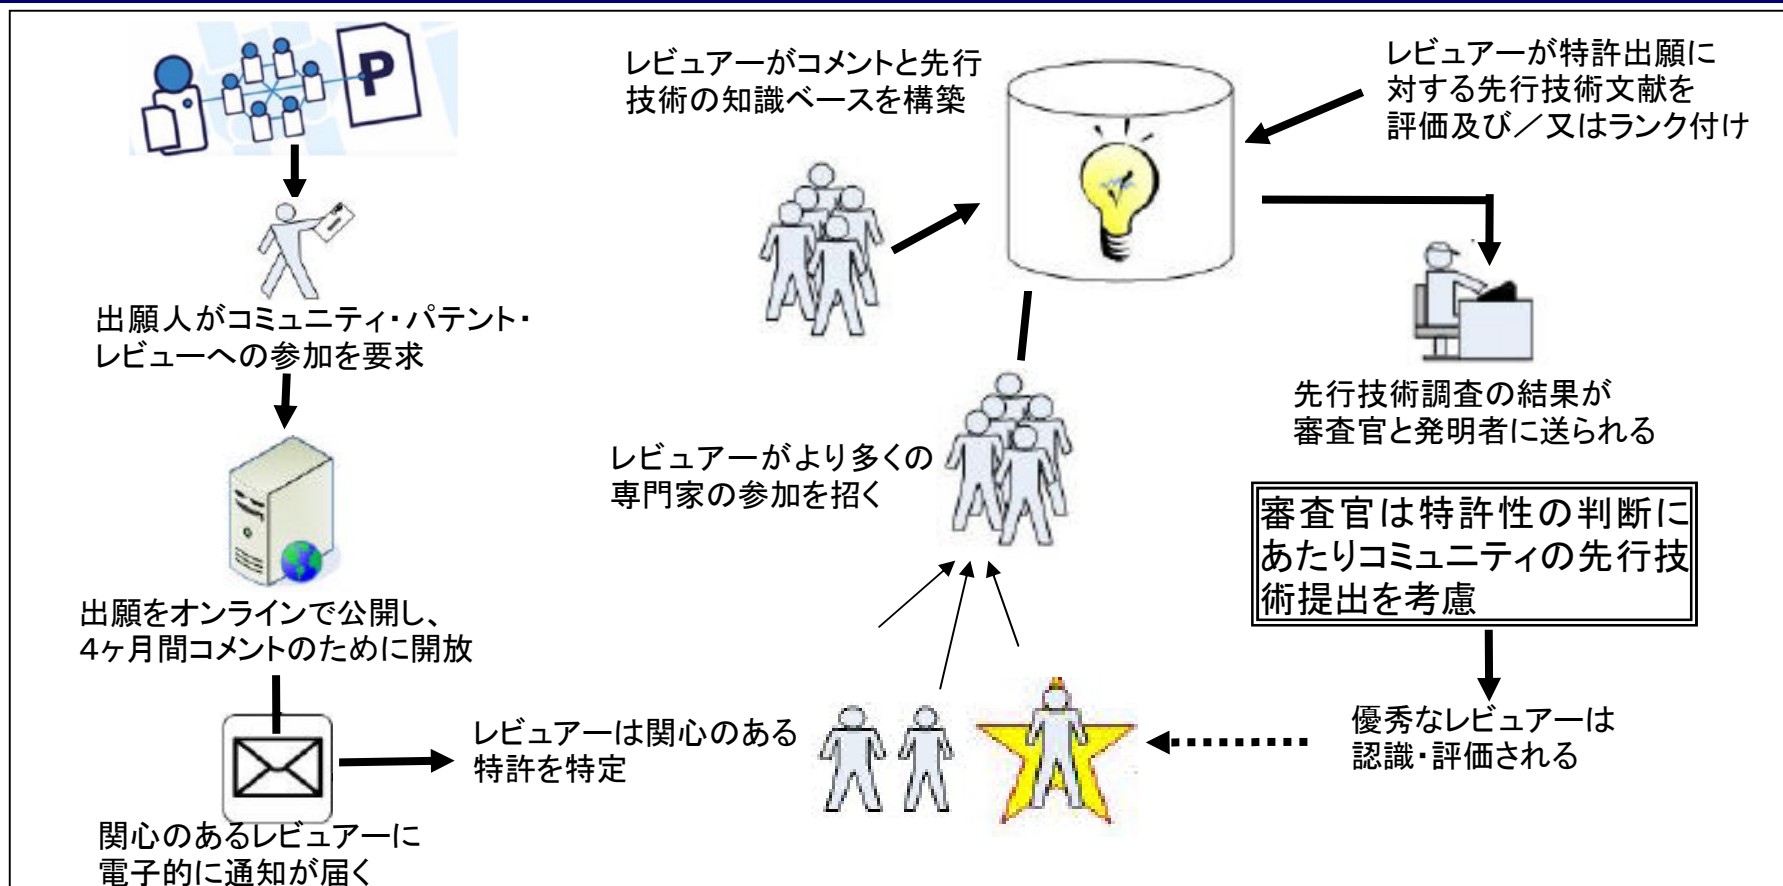 P
出願人がコミュニティ・パテント・
レビューへの参加を要求
出願をオンラインで公開し、
4ヶ月間コメントのために開放
関心のあるレビュアーに
電子的に通知が届く
レビュアーは関心のある
特許を特定
レビュアーがより多くの
専門家の参加を招く
レビュアーがコメントと先行
技術の知識ベースを構築
レビュアーが特許出願に
対する先行技術文献を
評価及び／又はランク付け
先行技術調査の結果が
審査官と発明者に送られる
審査官は特許性の判断に
あたりコミュニティの先行技
術提出を考慮
優秀なレビュアーは
認識・評価される